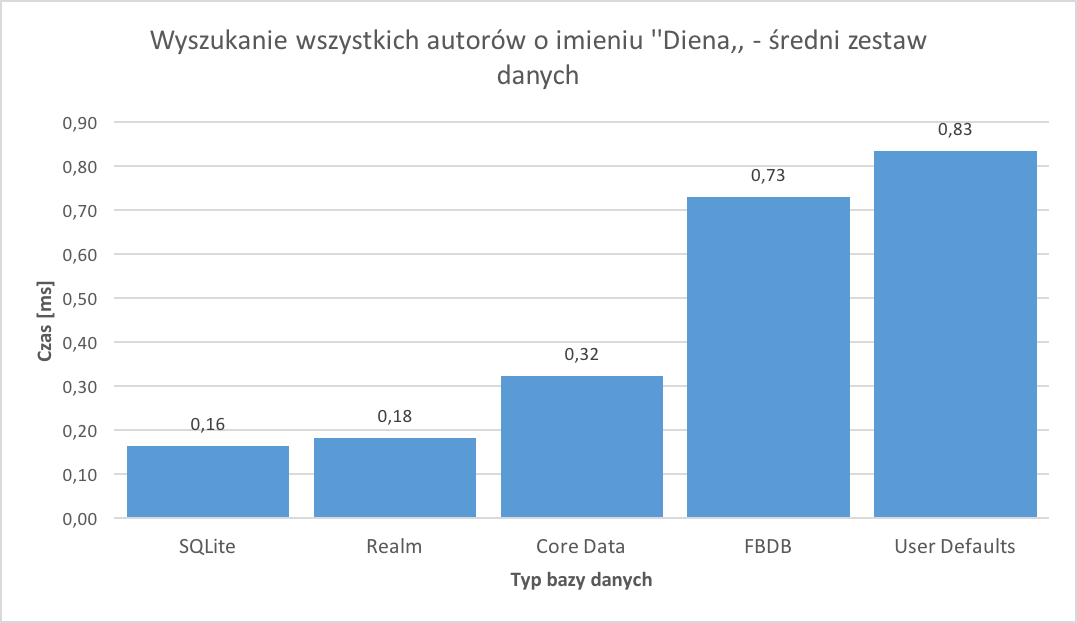 Wyszukanie wszystkich autorów o imieniu "Diena,, - średni zestaw
danych
0,90
0,80
0,70
0,60
0,50
0,40
0,30
0,20
0,10
0,00
Czas [ms]
0,16
0,18
0,32
0,73
0,83
SQLite
Realm
Core Data
FBDB
User Defaults
Typ bazy danych